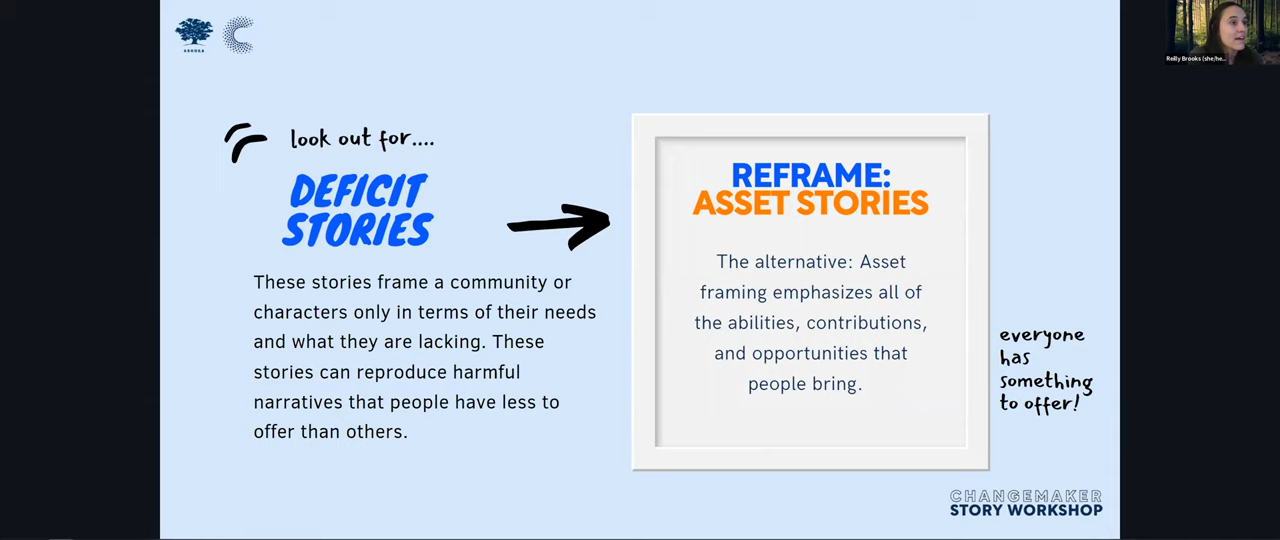 ASHOKA
Reilly Brooks (she/he...
look out for....
DEFICIT
STORIES
These stories frame a community or
characters only in terms of their needs
and what they are lacking. These
stories can reproduce harmful
narratives that people have less to
offer than others.
REFRAME:
ASSET STORIES
The alternative: Asset
framing emphasizes all of
the abilities, contributions,
and opportunities that
people bring.
everyone
has
something
to offer!
CHANGEMAKER
STORY WORKSHOP